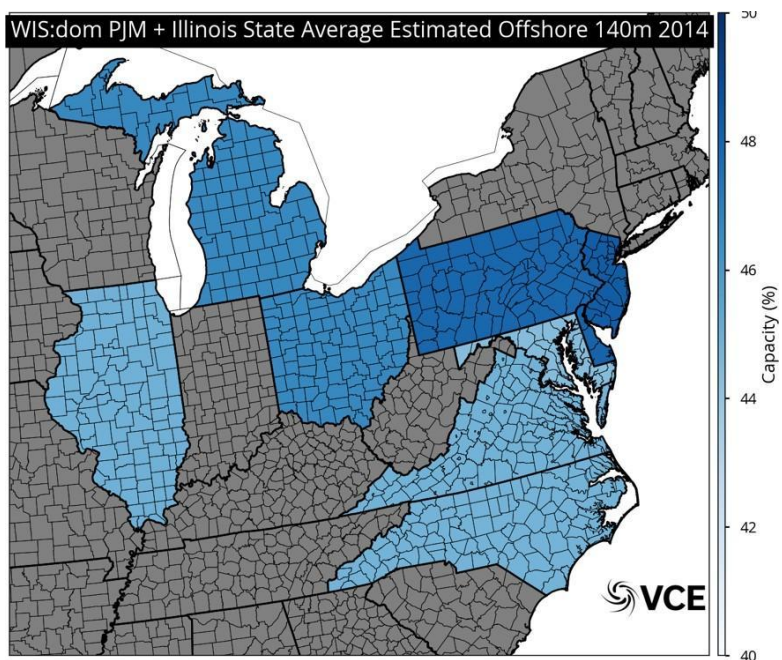 WIS:dom PJM + Illinois State Average Estimated Offshore 140m 2014
50
48
46
44
42
40
Capacity (%)
VCE